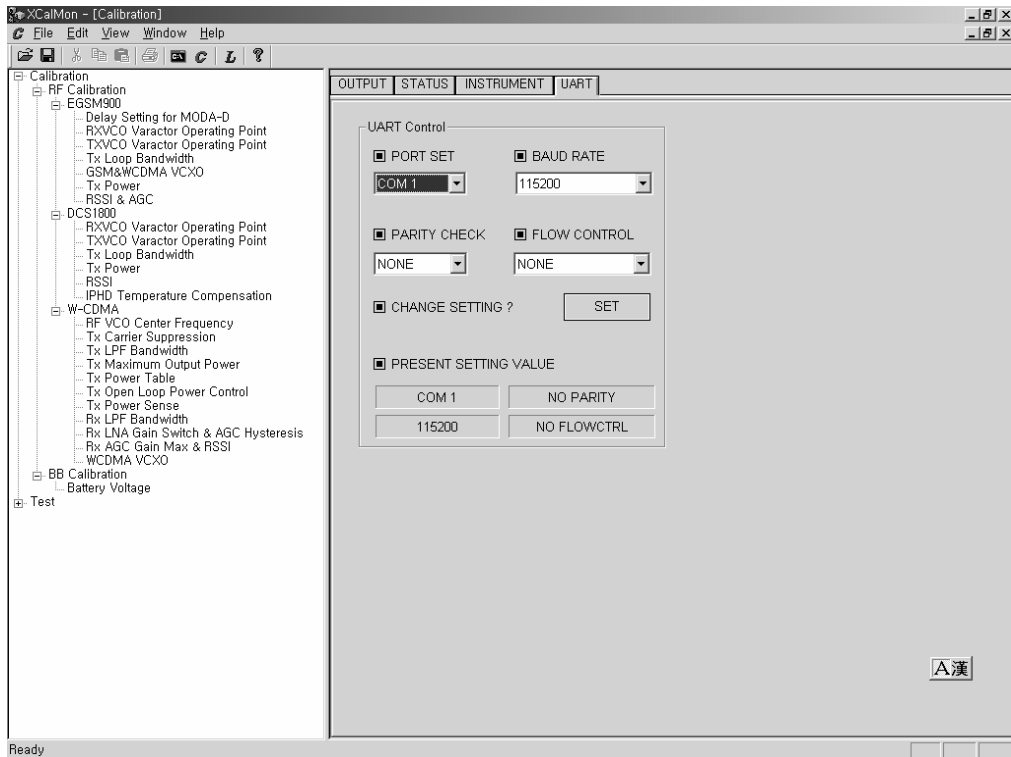 XCalMon - [Calibration]
C File Edit View Window Help
C L ?
Calibration
RF Calibration
EGSM900
Delay Setting for MODA-D
RXVCO Varactor Operating Point
TXVCO Varactor Operating Point
Tx Loop Bandwidth
GSM&WCDMA VCXO
Tx Power
RSSI & AGC
DCS1800
RXVCO Varactor Operating Point
TXVCO Varactor Operating Point
Tx Loop Bandwidth
Tx Power
RSSI
IPHD Temperature Compensation
W-CDMA
RF VCO Center Frequency
Tx Carrier Suppression
Tx LPF Bandwidth
Tx Maximum Output Power
Tx Power Table
Tx Open Loop Power Control
Tx Power Sense
Rx LPF Bandwidth
Rx LNA Gain Switch & AGC Hysteresis
Rx AGC Gain Max & RSSI
WCDMA VCXO
BB Calibration
Battery Voltage
Test
OUTPUT STATUS INSTRUMENT UART
UART Control
PORT SET BAUD RATE
COM 1 115200
PARITY CHECK FLOW CONTROL
NONE NONE
CHANGE SETTING ? SET
PRESENT SETTING VALUE
COM 1 NO PARITY
115200 NO FLOWCTRL
A漢
Ready